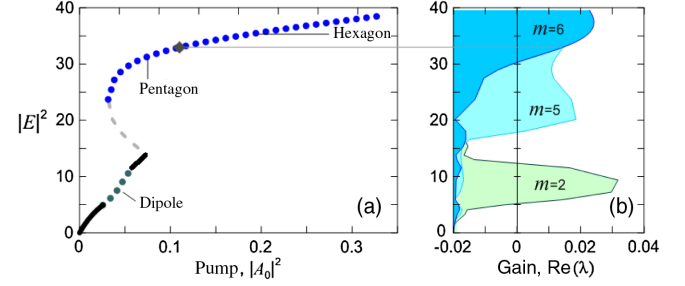 40
30
20
10
0
|E|²
Hexagon
Pentagon
Dipole
(a)
0
0.1
0.2
0.3
Pump, |A₀|²
40
30
20
10
0
m=6
m=5
m=2
(b)
-0.02
0
0.02
0.04
Gain, Re(λ)